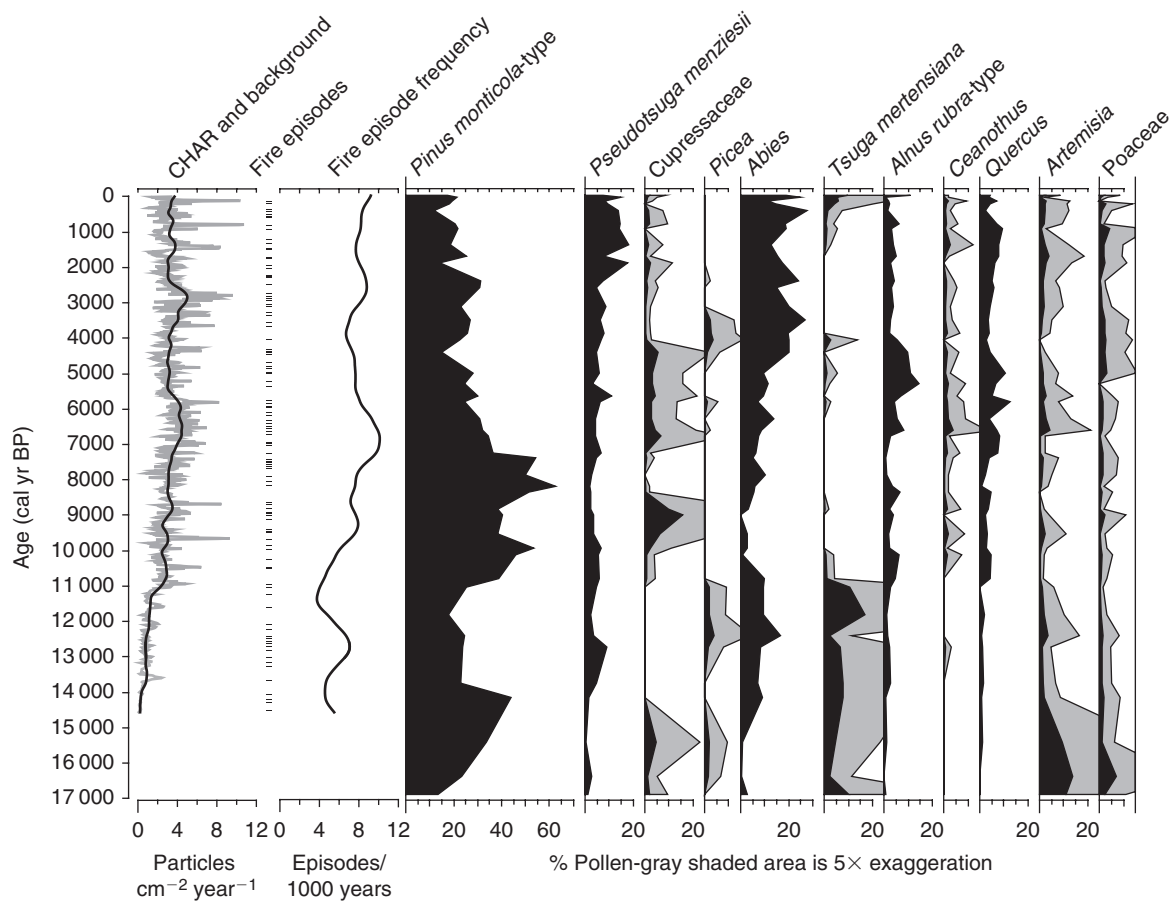 CHAR and background
Fire episodes
Fire episode frequency
Pinus monticola-type
Pseudotsuga menziesii
Cupressaceae
Picea
Abies
Tsuga mertensiana
Alnus rubra-type
Ceanothus
Quercus
Artemisia
Poaceae
Age (cal yr BP)
0
1000
2000
3000
4000
5000
6000
7000
8000
9000
10 000
11 000
12 000
13 000
14 000
15 000
16 000
17 000
0 4 8 12 0 4 8 12 20 40 60 20 20 20 20 20 20 20
Particles
cm⁻² year⁻¹
Episodes/
1000 years
% Pollen-gray shaded area is 5× exaggeration